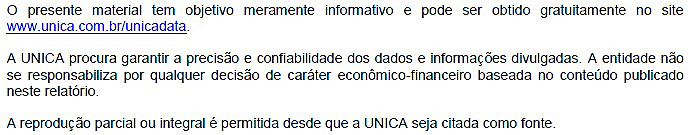 O presente material tem objetivo meramente informativo e pode ser obtido gratuitamente no site
www.unica.com.br/unicadata.
A UNICA procura garantir a precisão e confiabilidade dos dados e informações divulgadas. A entidade não
se responsabiliza por qualquer decisão de caráter econômico-financeiro baseada no conteúdo publicado
neste relatório.
A reprodução parcial ou integral é permitida desde que a UNICA seja citada como fonte.